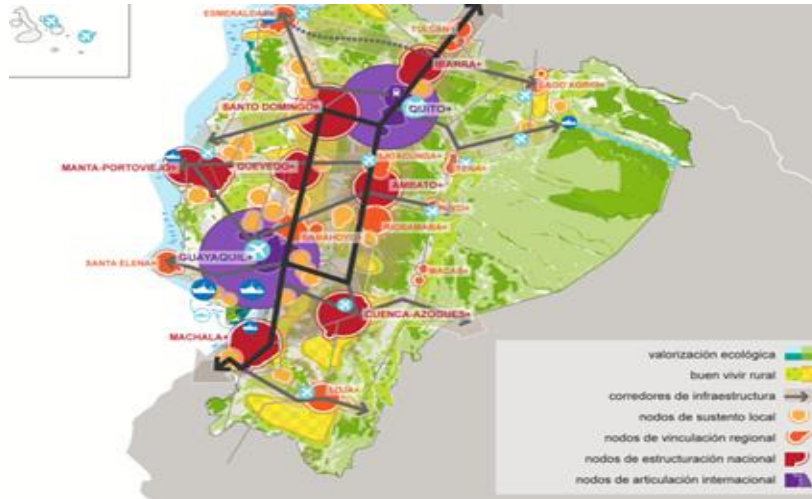 ESMERALDAS+
TULCAN+
IBARRA+
LAGO AGRIO+
SANTO DOMINGO+
QUITO+
MANTA-PORTOVIEJO+
QUEVEDO+
LATACUNGA+
TENA+
AMBATO+
PUYO+
RIOBAMBA+
BABAHOYO+
GUAYAQUIL+
SANTA ELENA+
MACAS+
CUENCA-AZOGUES+
MACHALA+
LOJA+
valorización ecológica
buen vivir rural
corredores de infraestructura
nodos de sustento local
nodos de vinculación regional
nodos de estructuración nacional
nodos de articulación internacional